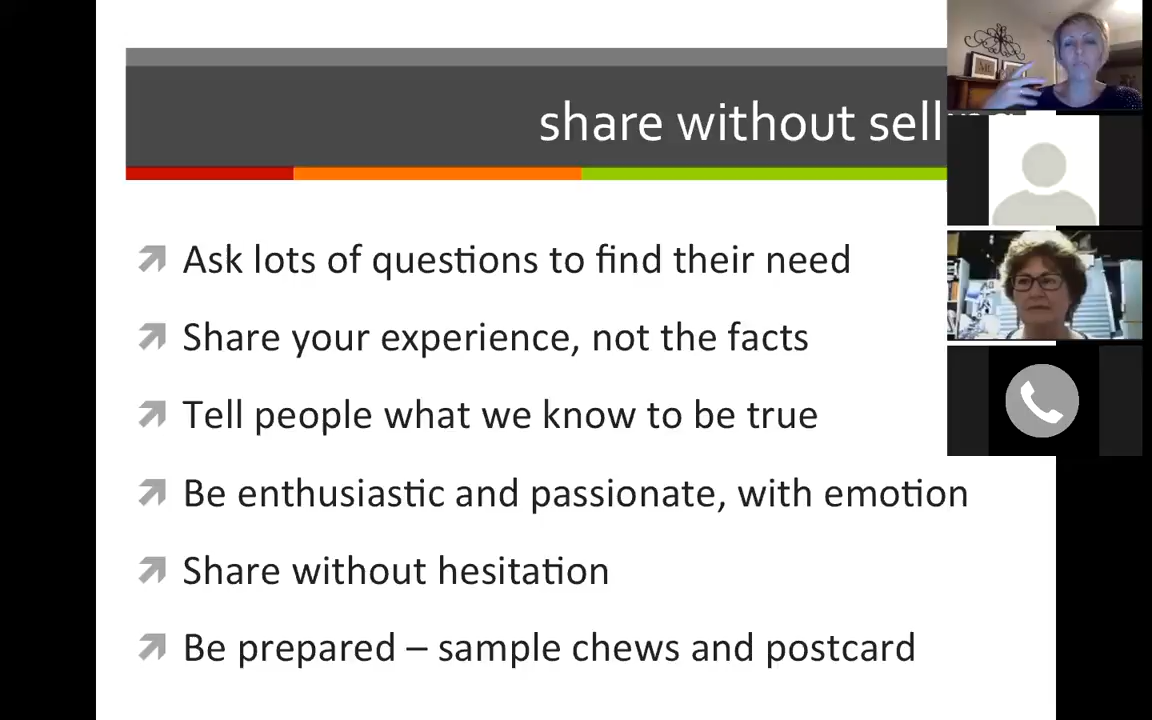 share without sell
Ask lots of questions to find their need
Share your experience, not the facts
Tell people what we know to be true
Be enthusiastic and passionate, with emotion
Share without hesitation
Be prepared – sample chews and postcard